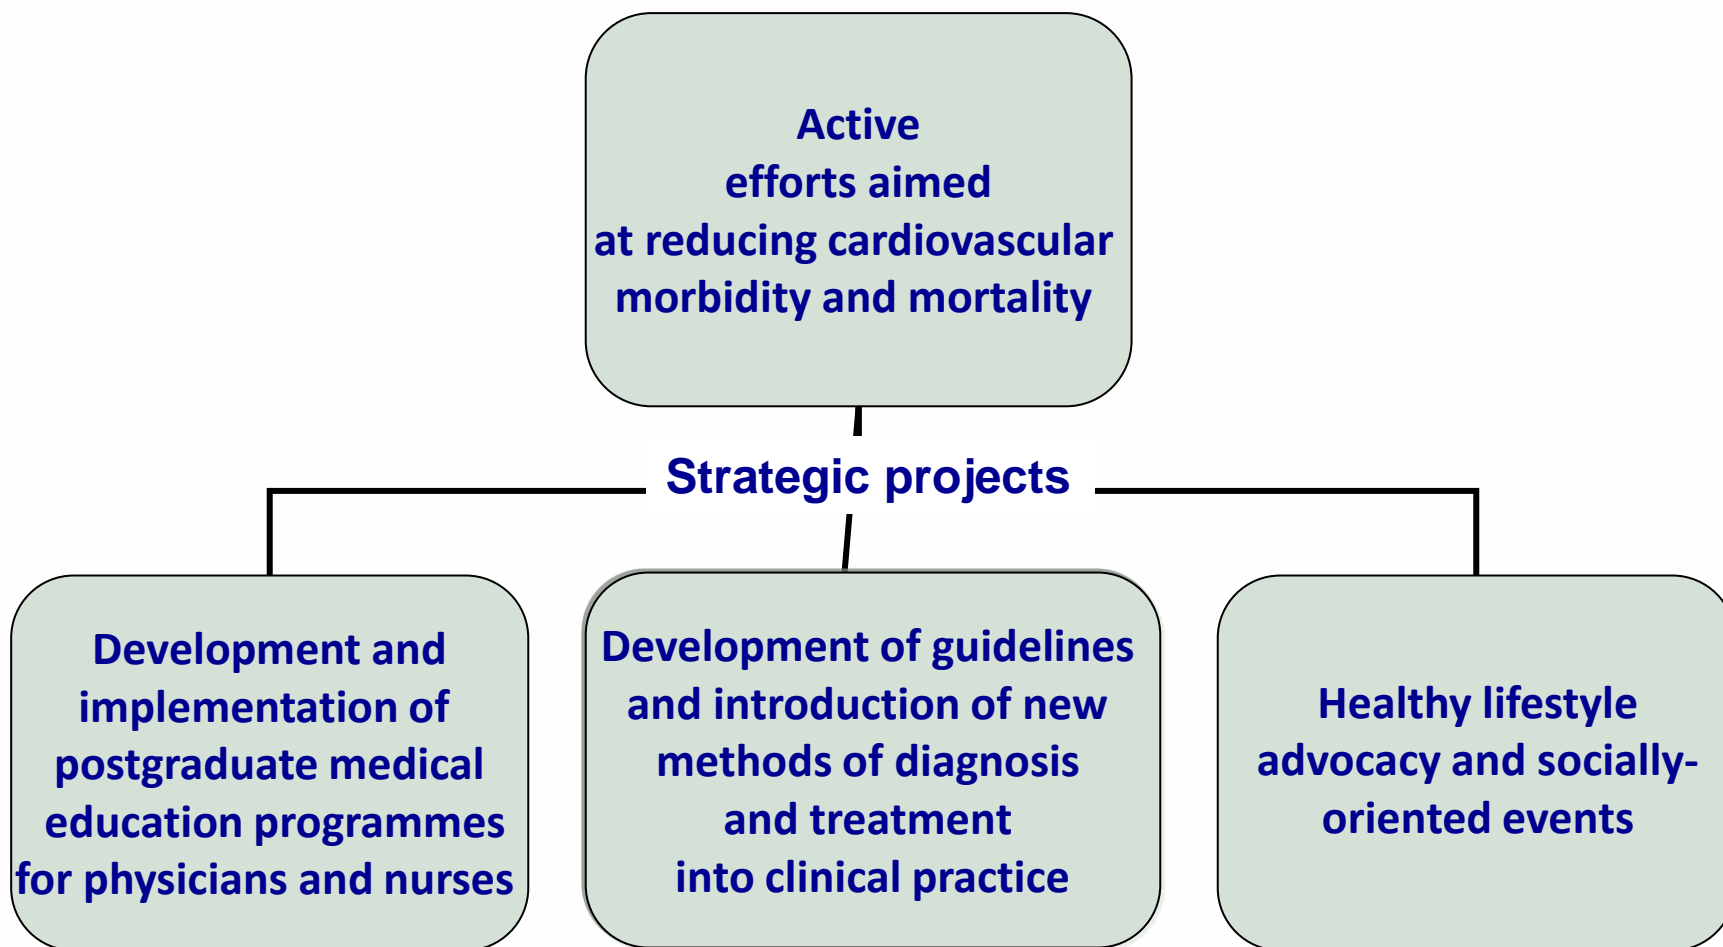 Active
efforts aimed
at reducing cardiovascular
morbidity and mortality
Strategic projects
Development and
implementation of
postgraduate medical
education programmes
for physicians and nurses
Development of guidelines
and introduction of new
methods of diagnosis
and treatment
into clinical practice
Healthy lifestyle
advocacy and socially-
oriented events